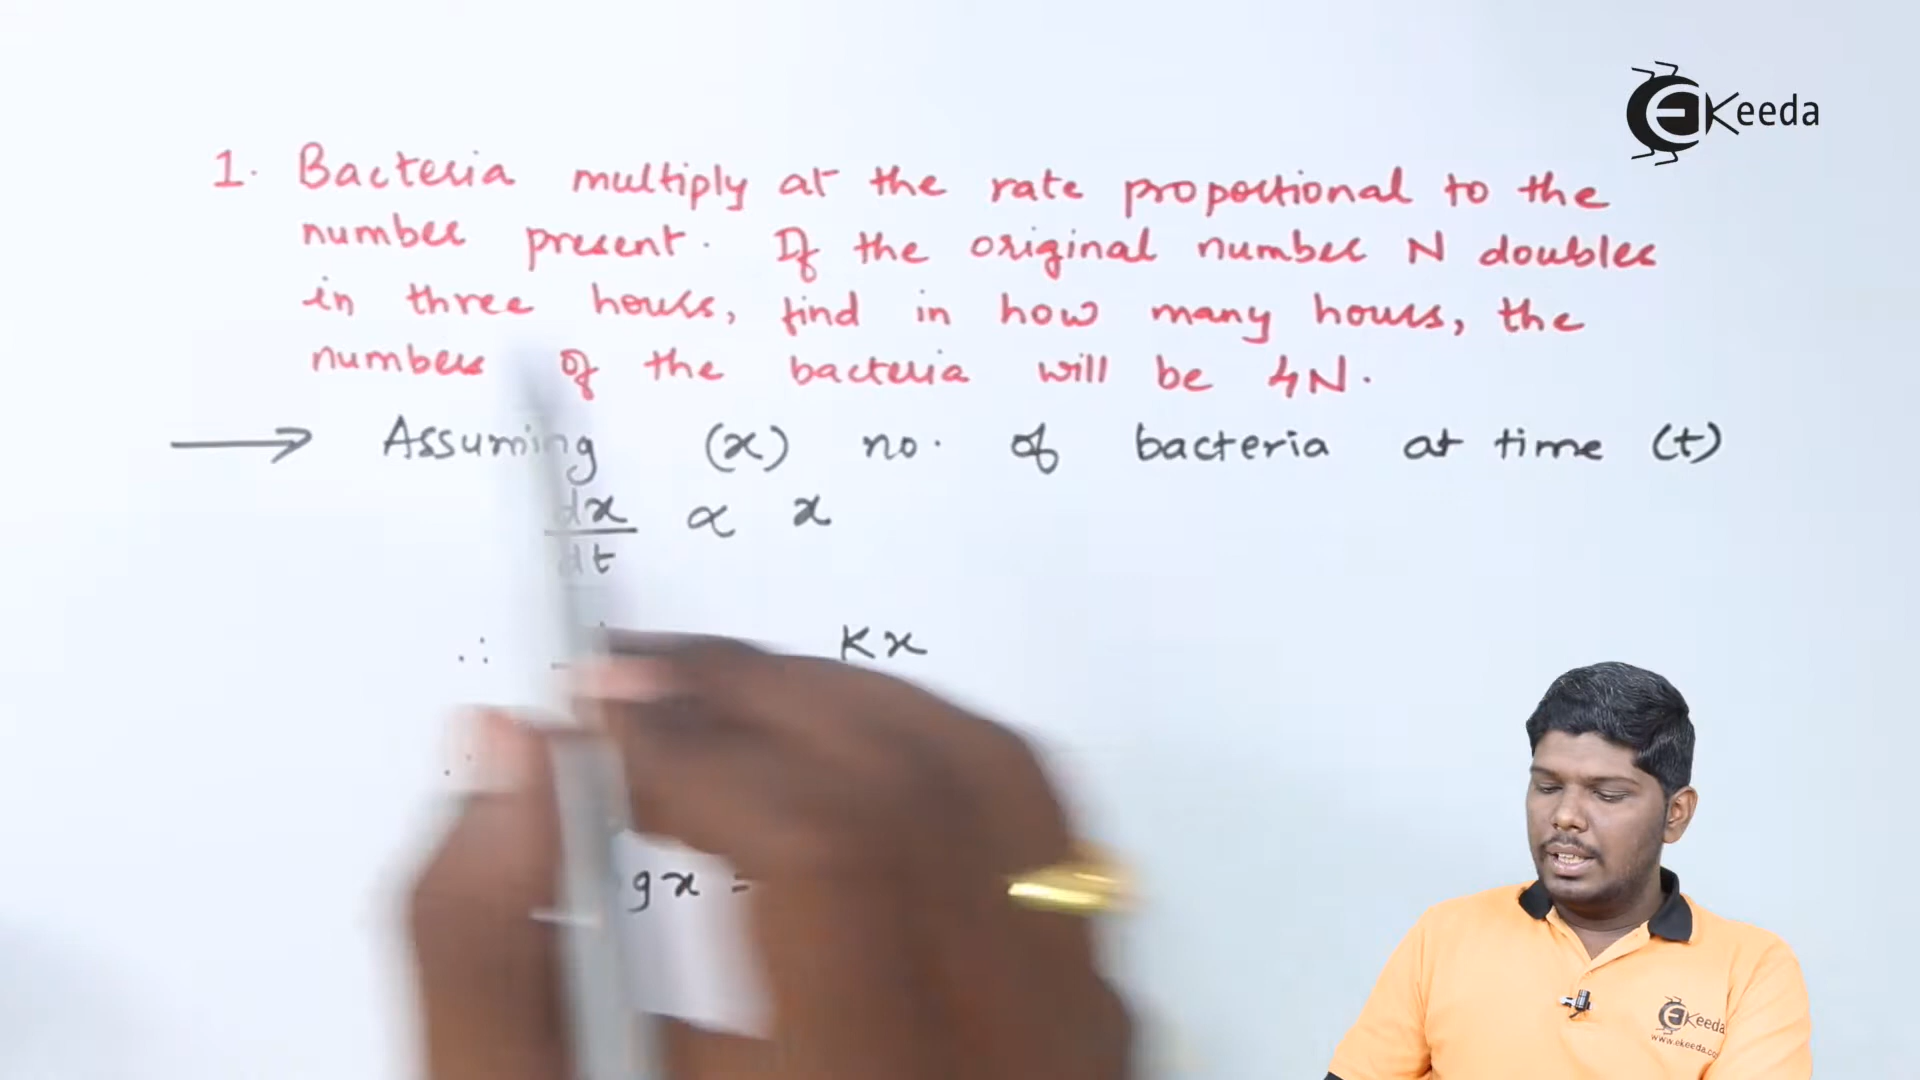 Keeda
1. Bacteria multiply at the rate proportional to the
number present. If the original number N doubles
in three hours, find in how many hours, the
numbers of the bacteria will be 4N.
→ Assuming (x) no. of bacteria at time (t)
dx/dt ∝ x
∴ Kx
gx =
Keeda